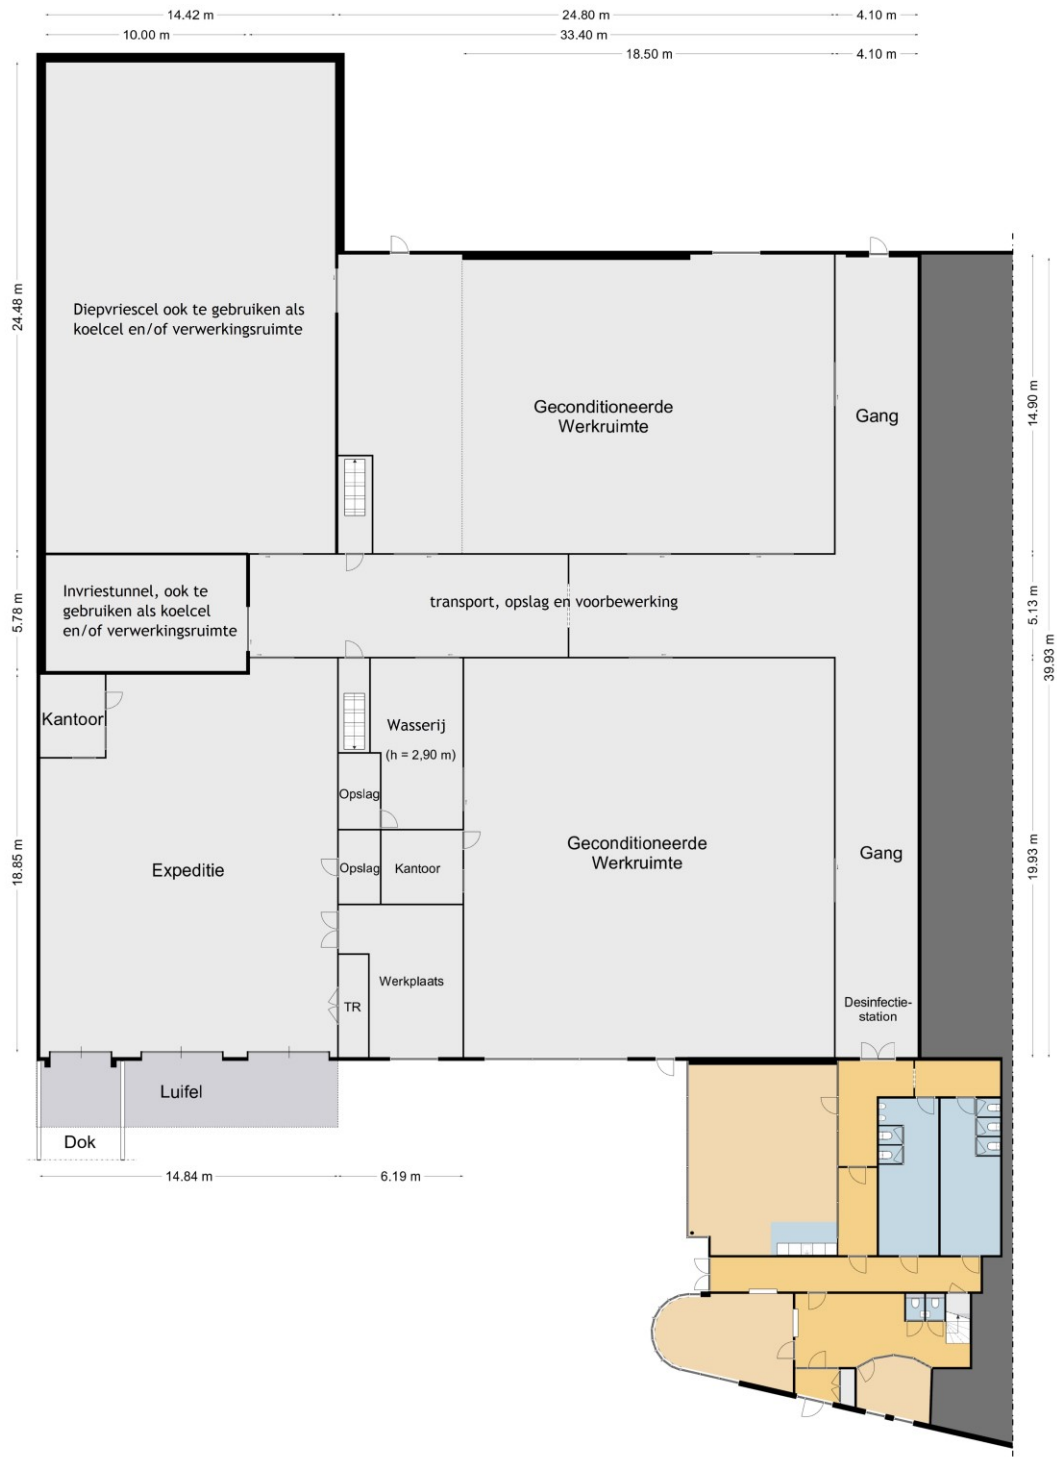 14.42 m
24.80 m
4.10 m
10.00 m
33.40 m
18.50 m
4.10 m
24.48 m
Diepvriescel ook te gebruiken als
koelcel en/of verwerkingsruimte
Geconditioneerde
Werkruimte
Gang
14.90 m
5.78 m
Invriestunnel, ook te
gebruiken als koelcel
en/of verwerkingsruimte
transport, opslag en voorbewerking
5.13 m
39.93 m
Kantoor
Wasserij
(h = 2,90 m)
Opslag
Opslag
Kantoor
Geconditioneerde
Werkruimte
Gang
18.85 m
Expeditie
19.93 m
Werkplaats
TR
Desinfectie-
station
Luifel
Dok
14.84 m
6.19 m